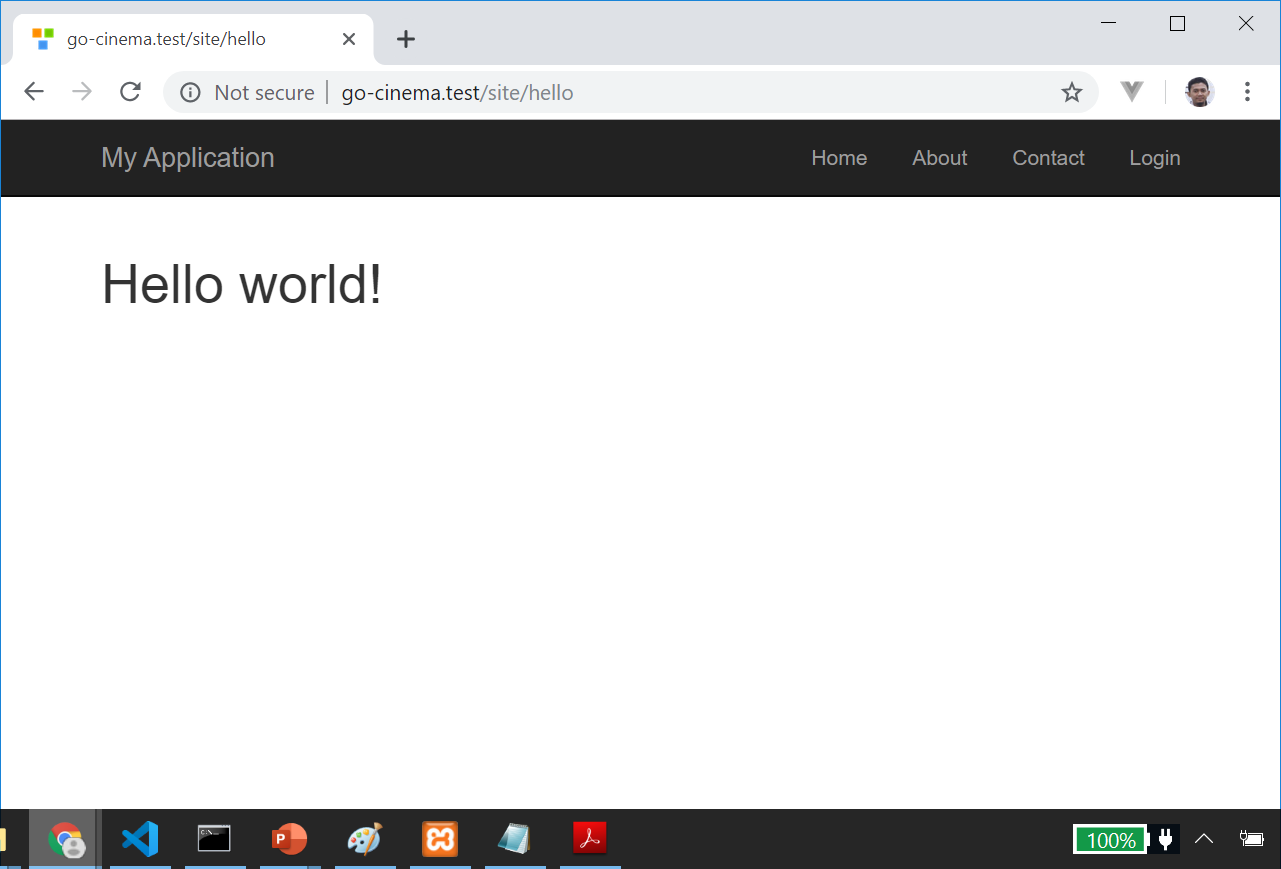 go-cinema.test/site/hello
Not secure | go-cinema.test/site/hello
My Application Home About Contact Login
Hello world!
100%